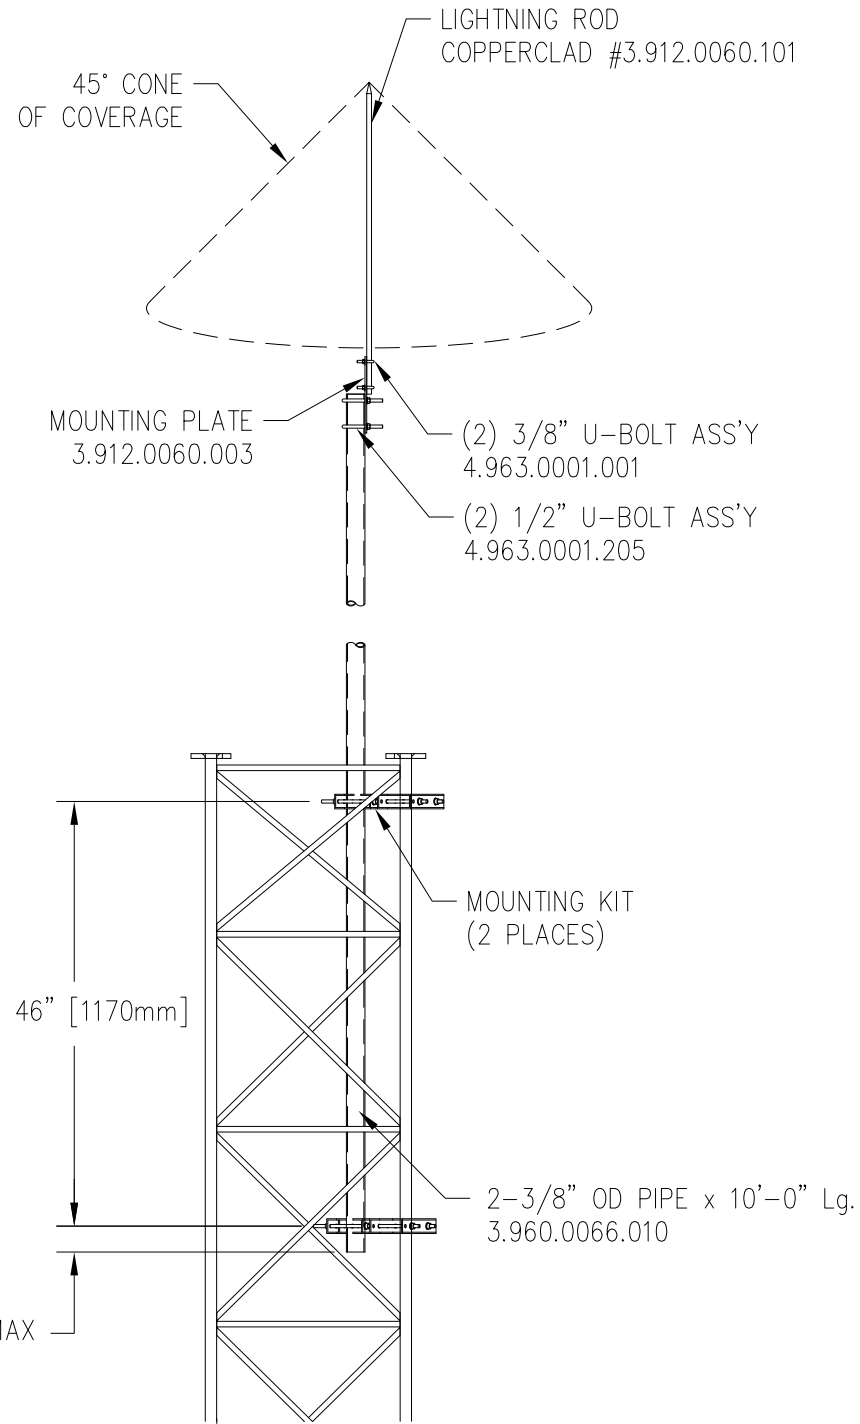 LIGHTNING ROD
COPPERCLAD #3.912.0060.101
45° CONE
OF COVERAGE
MOUNTING PLATE
3.912.0060.003
(2) 3/8" U-BOLT ASS'Y
4.963.0001.001
(2) 1/2" U-BOLT ASS'Y
4.963.0001.205
MOUNTING KIT
(2 PLACES)
46" [1170mm]
2-3/8" OD PIPE x 10'-0" Lg.
3.960.0066.010